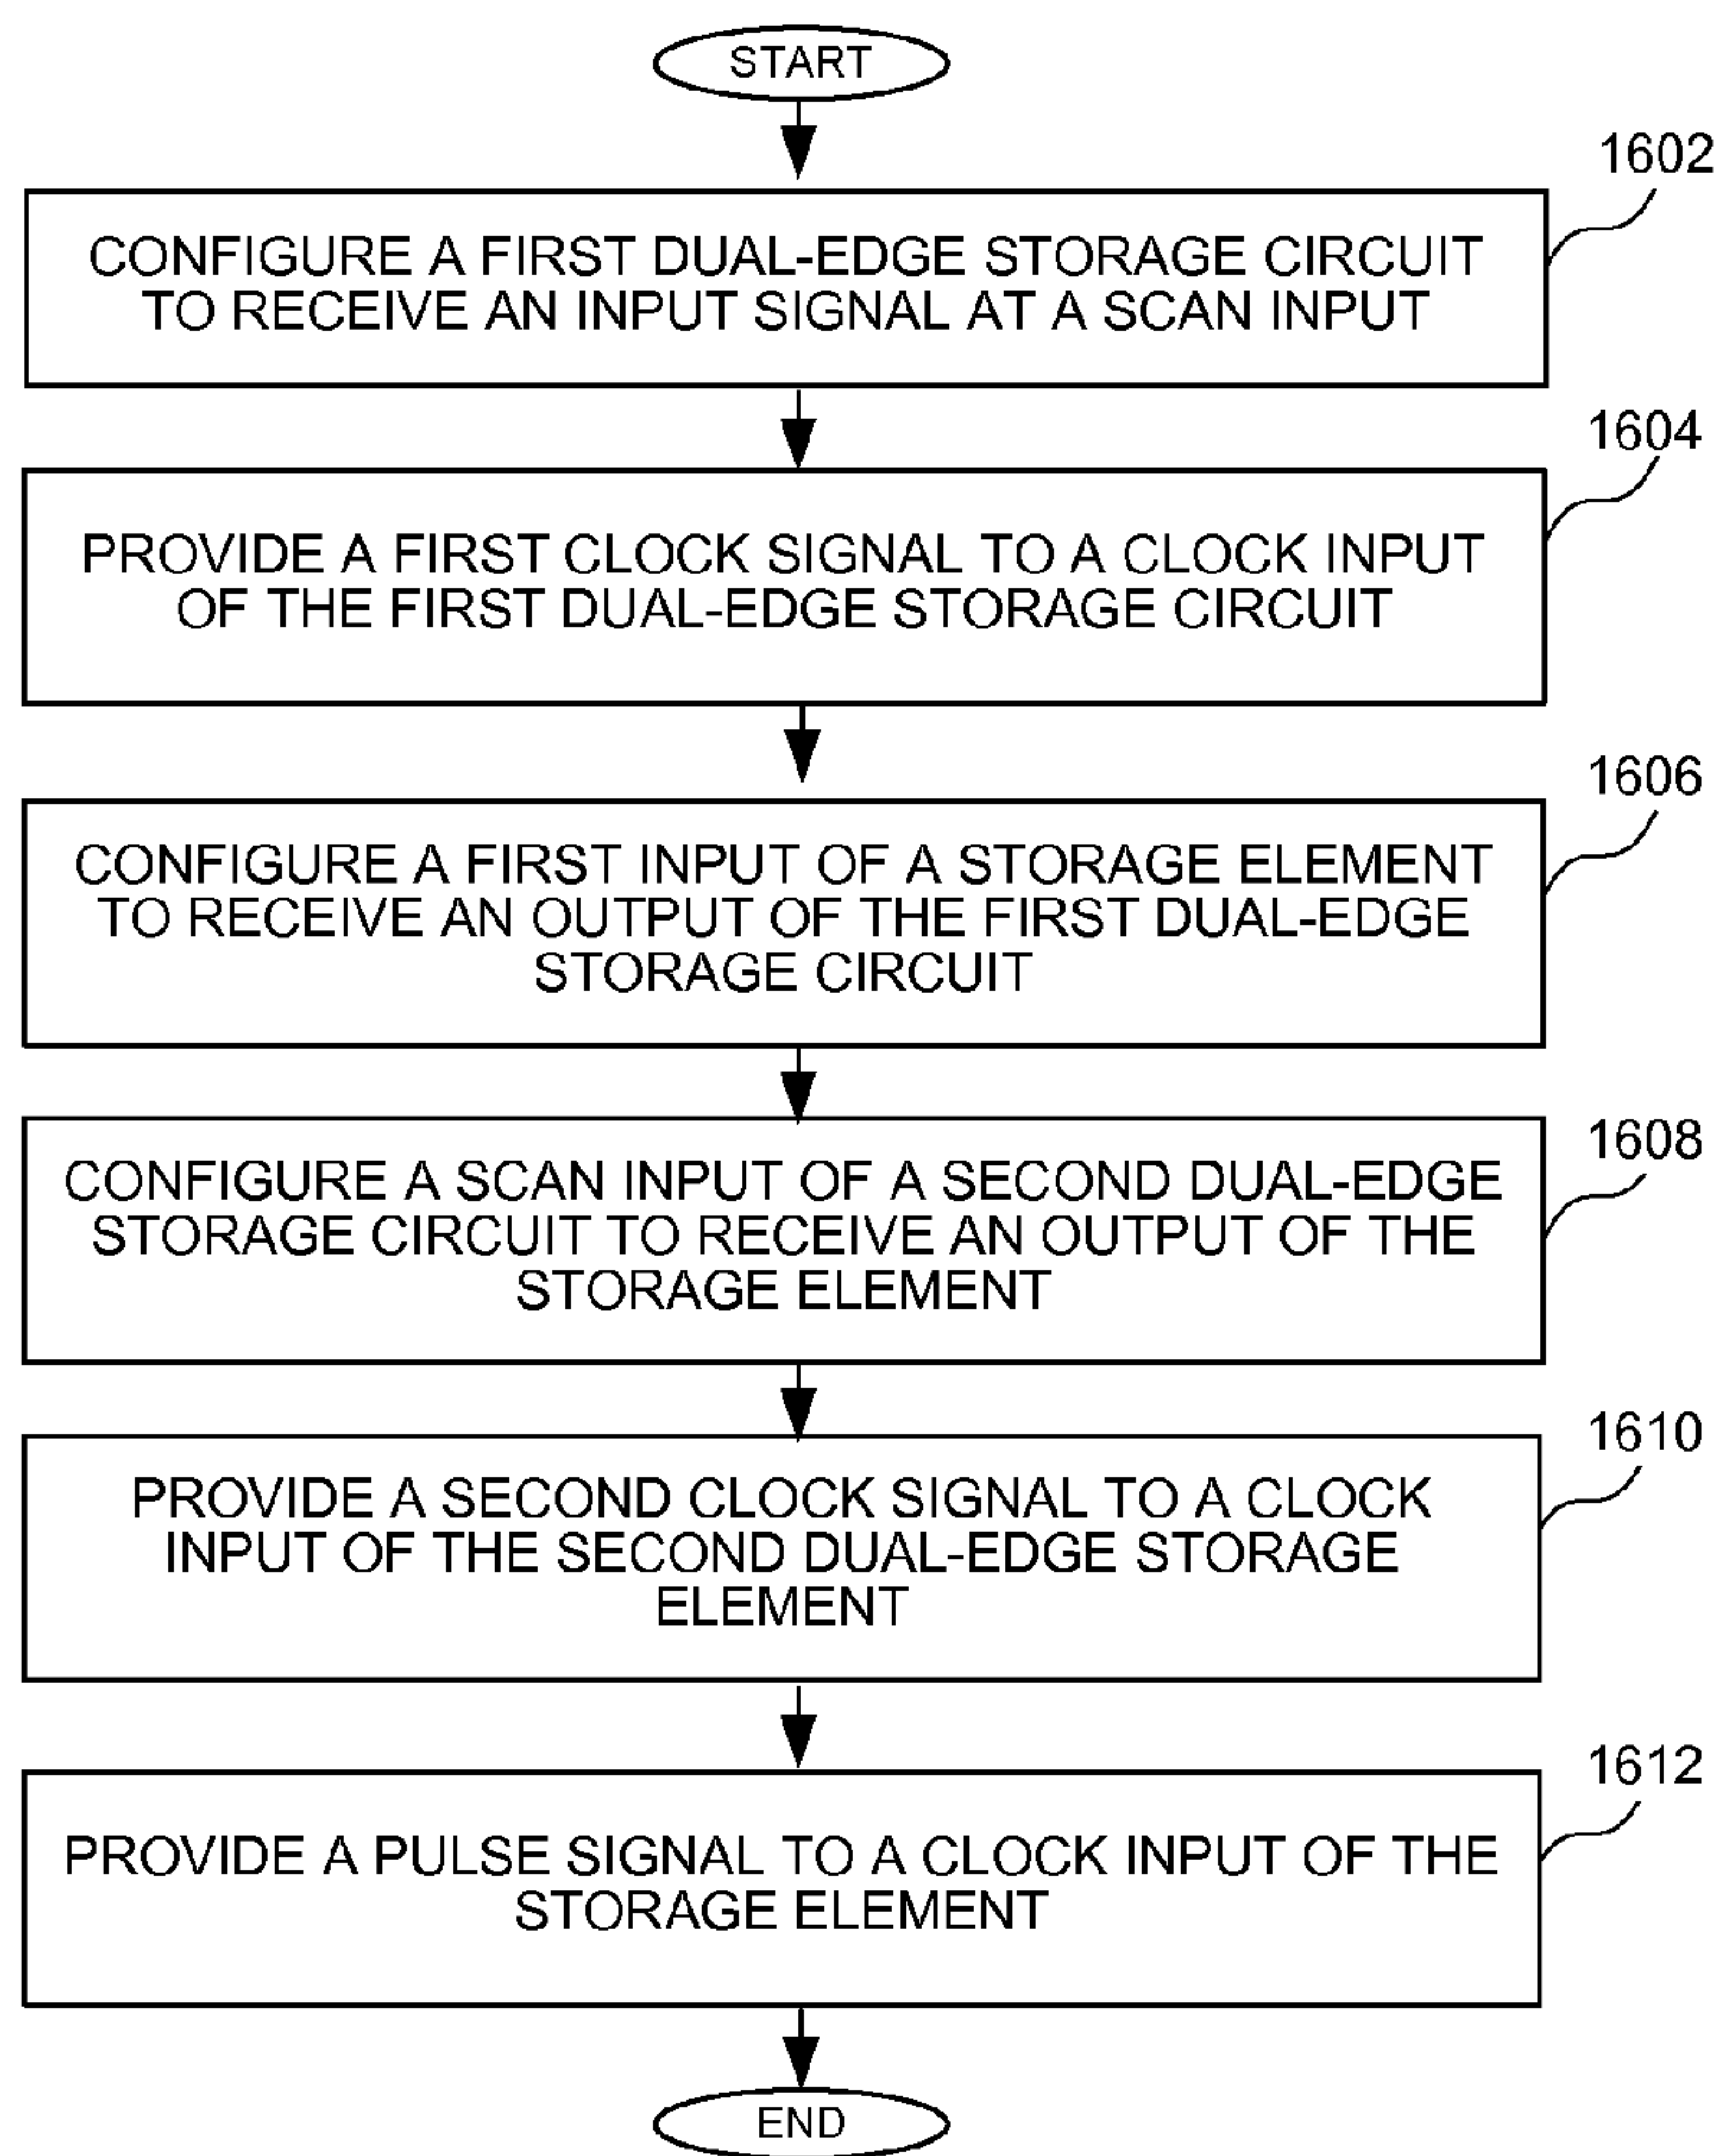 START
1602
CONFIGURE A FIRST DUAL-EDGE STORAGE CIRCUIT
TO RECEIVE AN INPUT SIGNAL AT A SCAN INPUT
1604
PROVIDE A FIRST CLOCK SIGNAL TO A CLOCK INPUT
OF THE FIRST DUAL-EDGE STORAGE CIRCUIT
1606
CONFIGURE A FIRST INPUT OF A STORAGE ELEMENT
TO RECEIVE AN OUTPUT OF THE FIRST DUAL-EDGE
STORAGE CIRCUIT
1608
CONFIGURE A SCAN INPUT OF A SECOND DUAL-EDGE
STORAGE CIRCUIT TO RECEIVE AN OUTPUT OF THE
STORAGE ELEMENT
1610
PROVIDE A SECOND CLOCK SIGNAL TO A CLOCK
INPUT OF THE SECOND DUAL-EDGE STORAGE
ELEMENT
1612
PROVIDE A PULSE SIGNAL TO A CLOCK INPUT OF THE
STORAGE ELEMENT
END